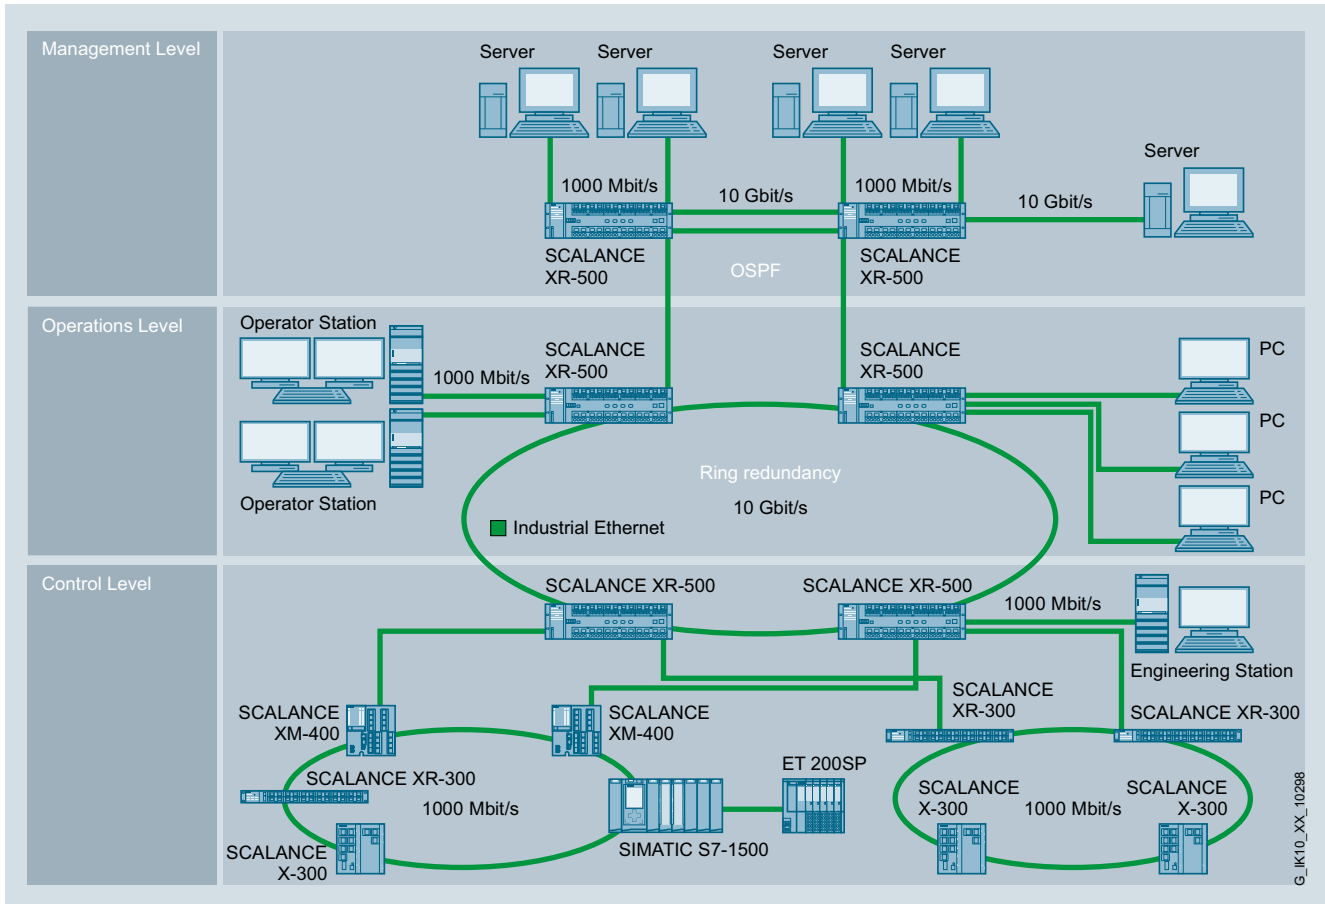 Management Level
Server
Server
Server
Server
Server
1000 Mbit/s
10 Gbit/s
1000 Mbit/s
10 Gbit/s
SCALANCE
XR-500
OSPF
SCALANCE
XR-500
Operations Level
Operator Station
1000 Mbit/s
SCALANCE
XR-500
SCALANCE
XR-500
PC
PC
PC
Operator Station
Ring redundancy
10 Gbit/s
Industrial Ethernet
Control Level
SCALANCE XR-500
SCALANCE XR-500
1000 Mbit/s
Engineering Station
SCALANCE
XM-400
SCALANCE
XM-400
SCALANCE
XR-300
SCALANCE XR-300
SCALANCE XR-300
1000 Mbit/s
ET 200SP
SCALANCE
X-300
1000 Mbit/s
SCALANCE
X-300
SCALANCE
X-300
SIMATIC S7-1500
G_IK10_XX_10298